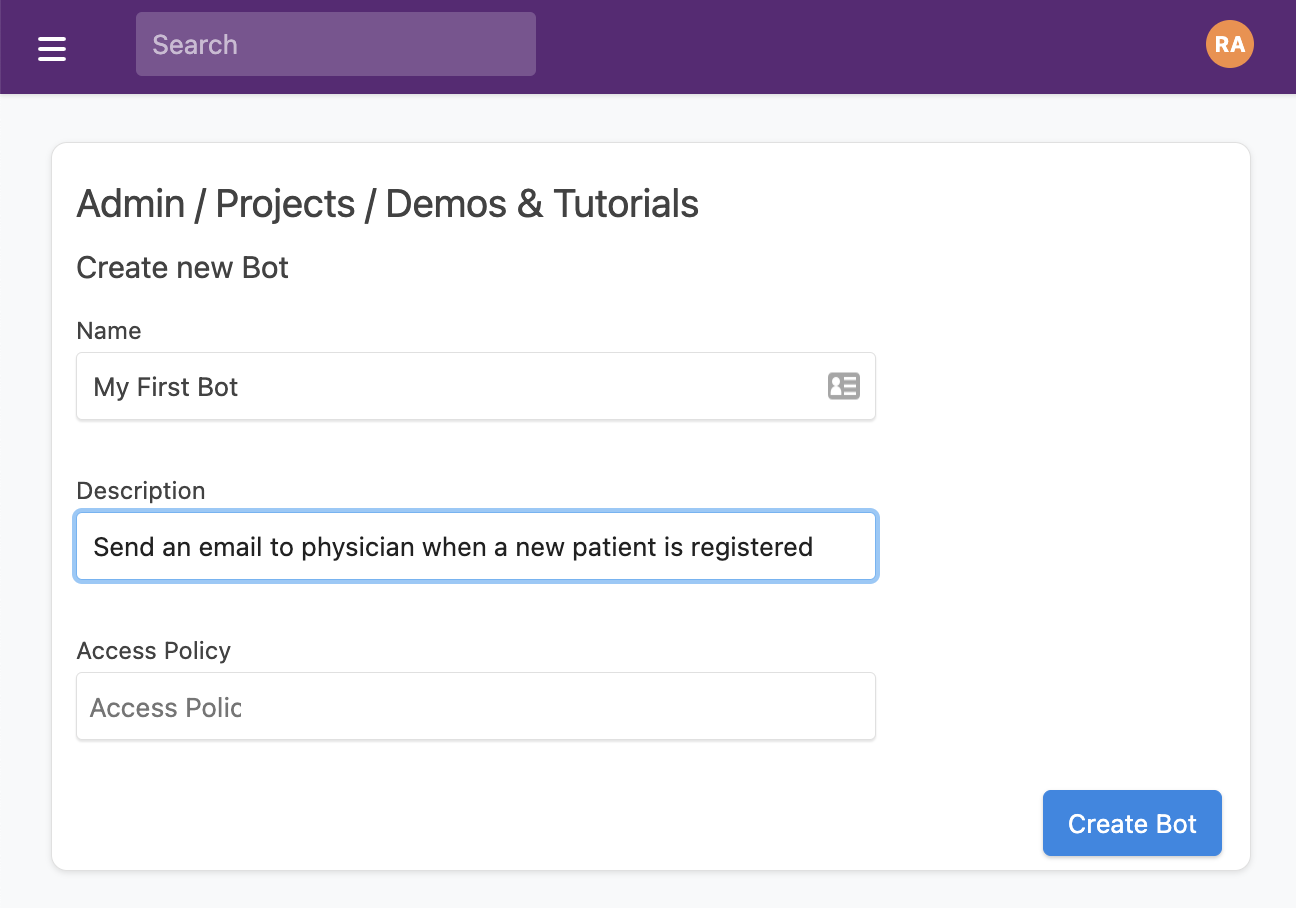 Search
RA
Admin / Projects / Demos & Tutorials
Create new Bot
Name
My First Bot
Description
Send an email to physician when a new patient is registered
Access Policy
Access Polic
Create Bot